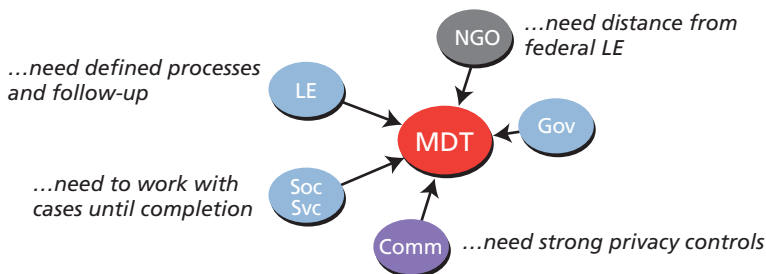 NGO
...need distance from
federal LE
...need defined processes
and follow-up
LE
MDT
Gov
...need to work with
cases until completion
Soc
Svc
Comm
...need strong privacy controls